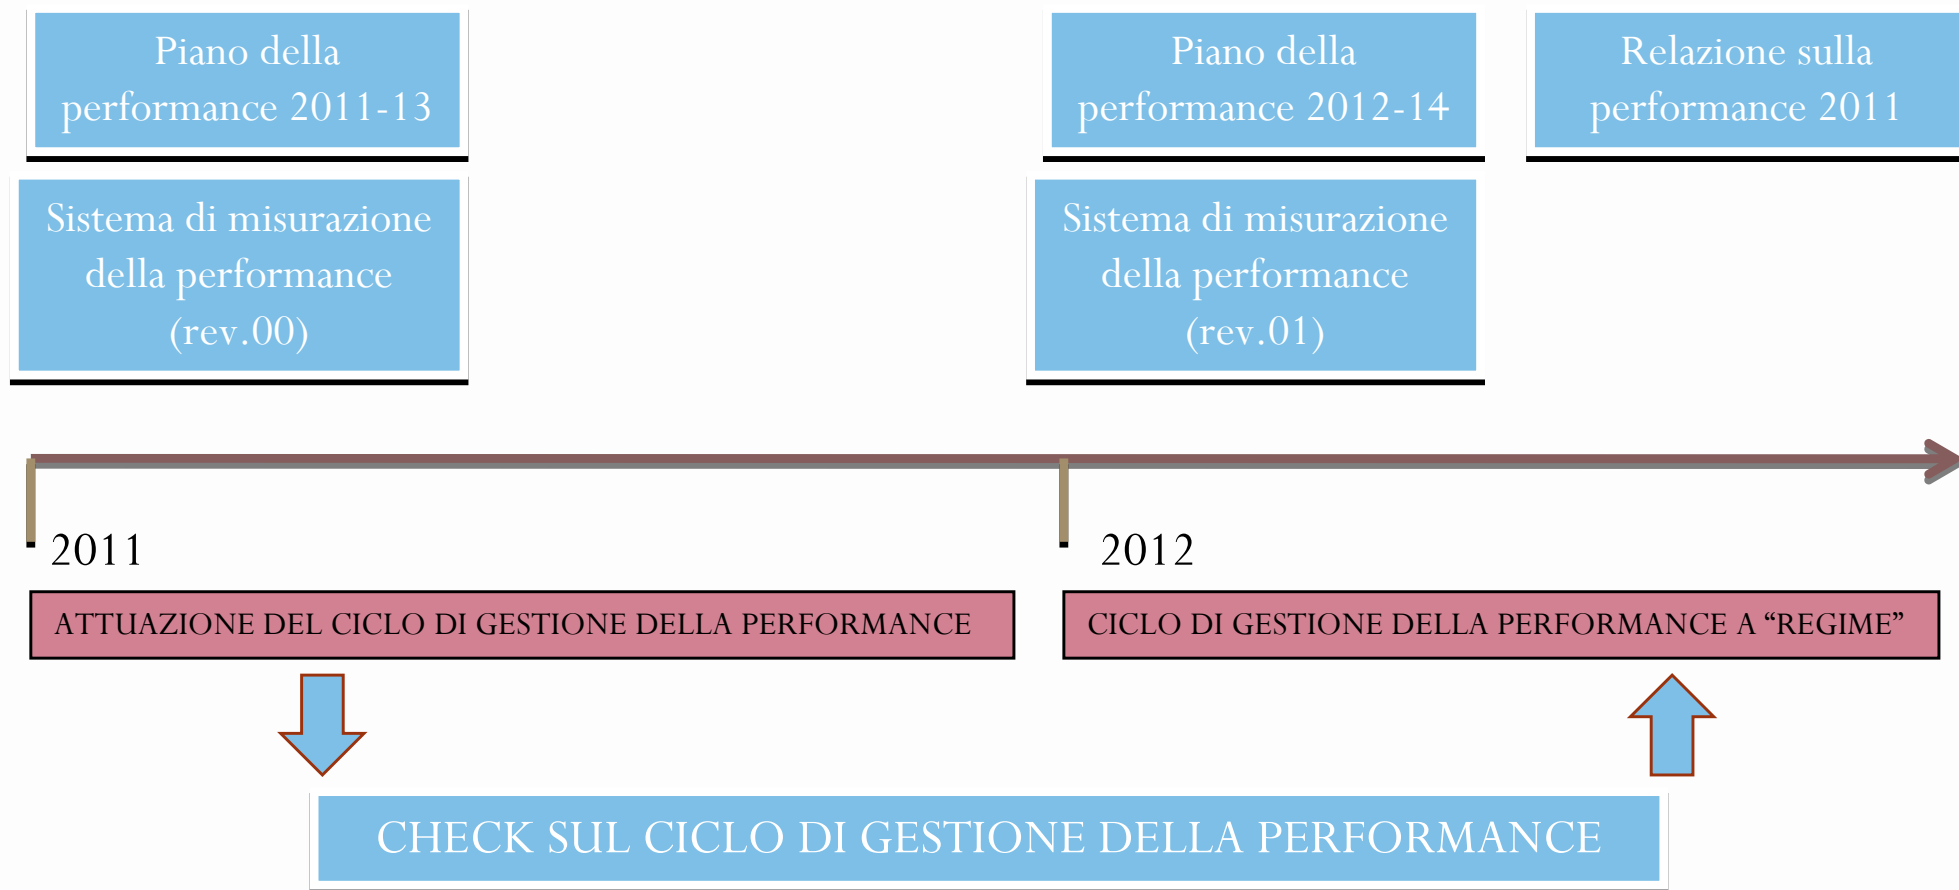 Piano della
performance 2011-13
Piano della
performance 2012-14
Relazione sulla
performance 2011
Sistema di misurazione
della performance
(rev.00)
Sistema di misurazione
della performance
(rev.01)
2011
2012
ATTUAZIONE DEL CICLO DI GESTIONE DELLA PERFORMANCE
CICLO DI GESTIONE DELLA PERFORMANCE A “REGIME”
CHECK SUL CICLO DI GESTIONE DELLA PERFORMANCE